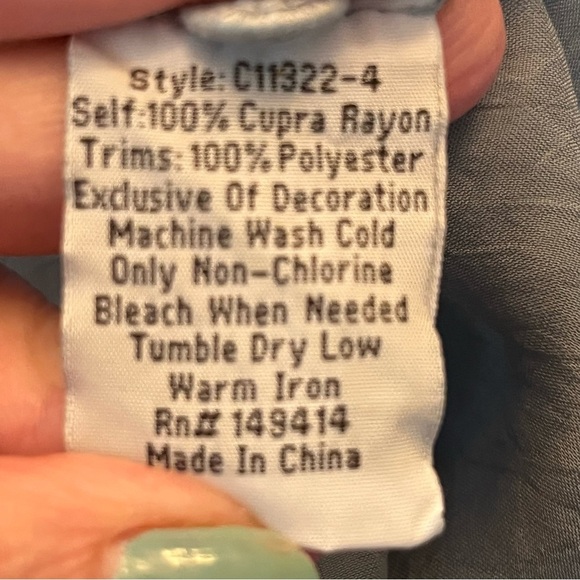 Style: C11322-4
Self:100% Cupra Rayon
Trims: 100% Polyester
Exclusive Of Decoration
Machine Wash Cold
Only Non-Chlorine
Bleach When Needed
Tumble Dry Low
Warm Iron
Rn# 149414
Made In China